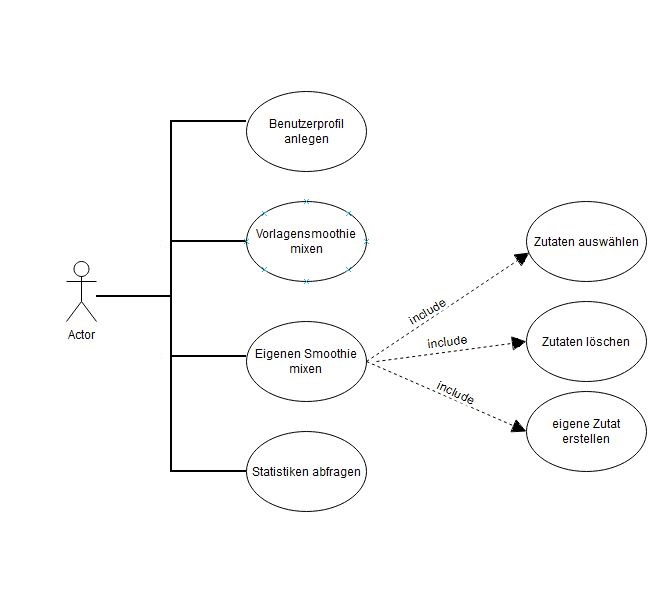 Benutzerprofil
anlegen
Vorlagensmoothie
mixen
Zutaten auswählen
include
include
Zutaten löschen
Actor
Eigenen Smoothie
mixen
include
eigene Zutat
erstellen
Statistiken abfragen